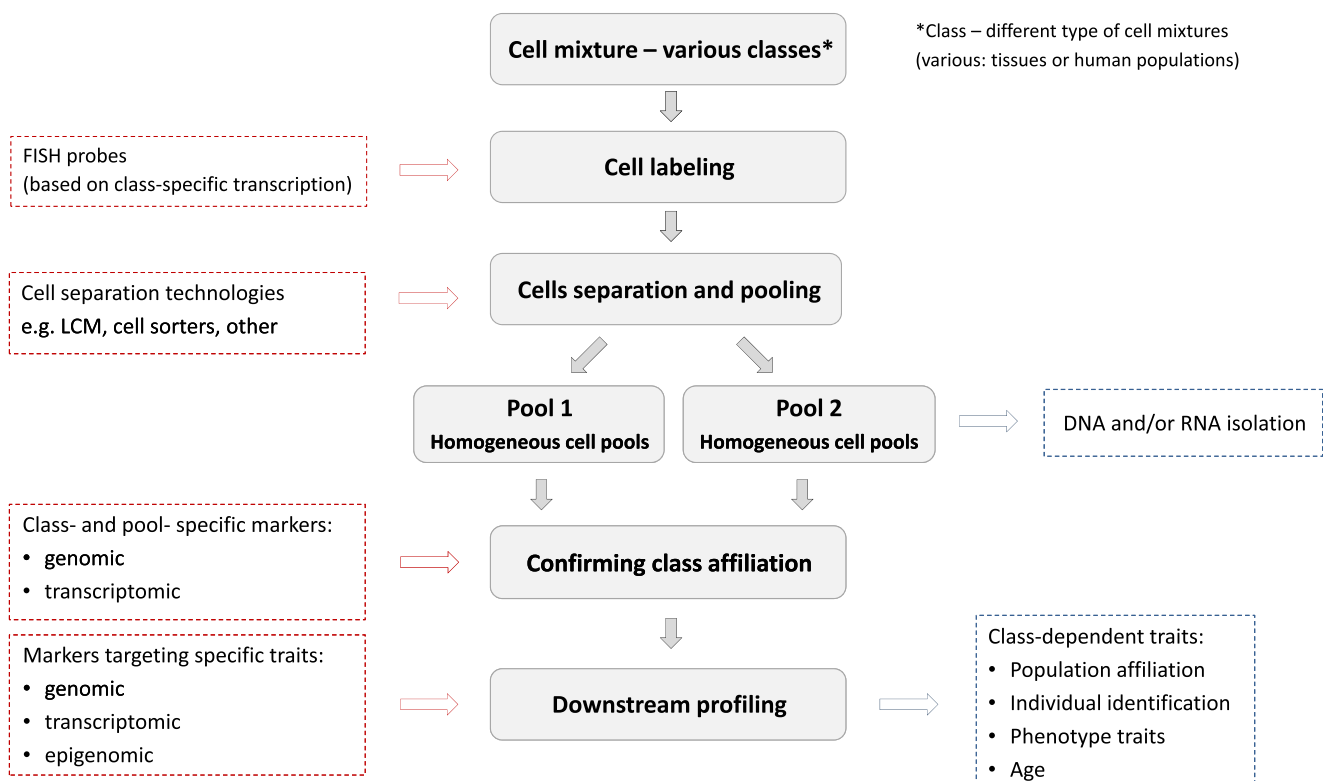 Cell mixture – various classes*
*Class – different type of cell mixtures
(various: tissues or human populations)
FISH probes
(based on class-specific transcription)
Cell labeling
Cell separation technologies
e.g. LCM, cell sorters, other
Cells separation and pooling
Pool 1
Homogeneous cell pools
Pool 2
Homogeneous cell pools
DNA and/or RNA isolation
Class- and pool- specific markers:
• genomic
• transcriptomic
Confirming class affiliation
Markers targeting specific traits:
• genomic
• transcriptomic
• epigenomic
Downstream profiling
Class-dependent traits:
• Population affiliation
• Individual identification
• Phenotype traits
• Age